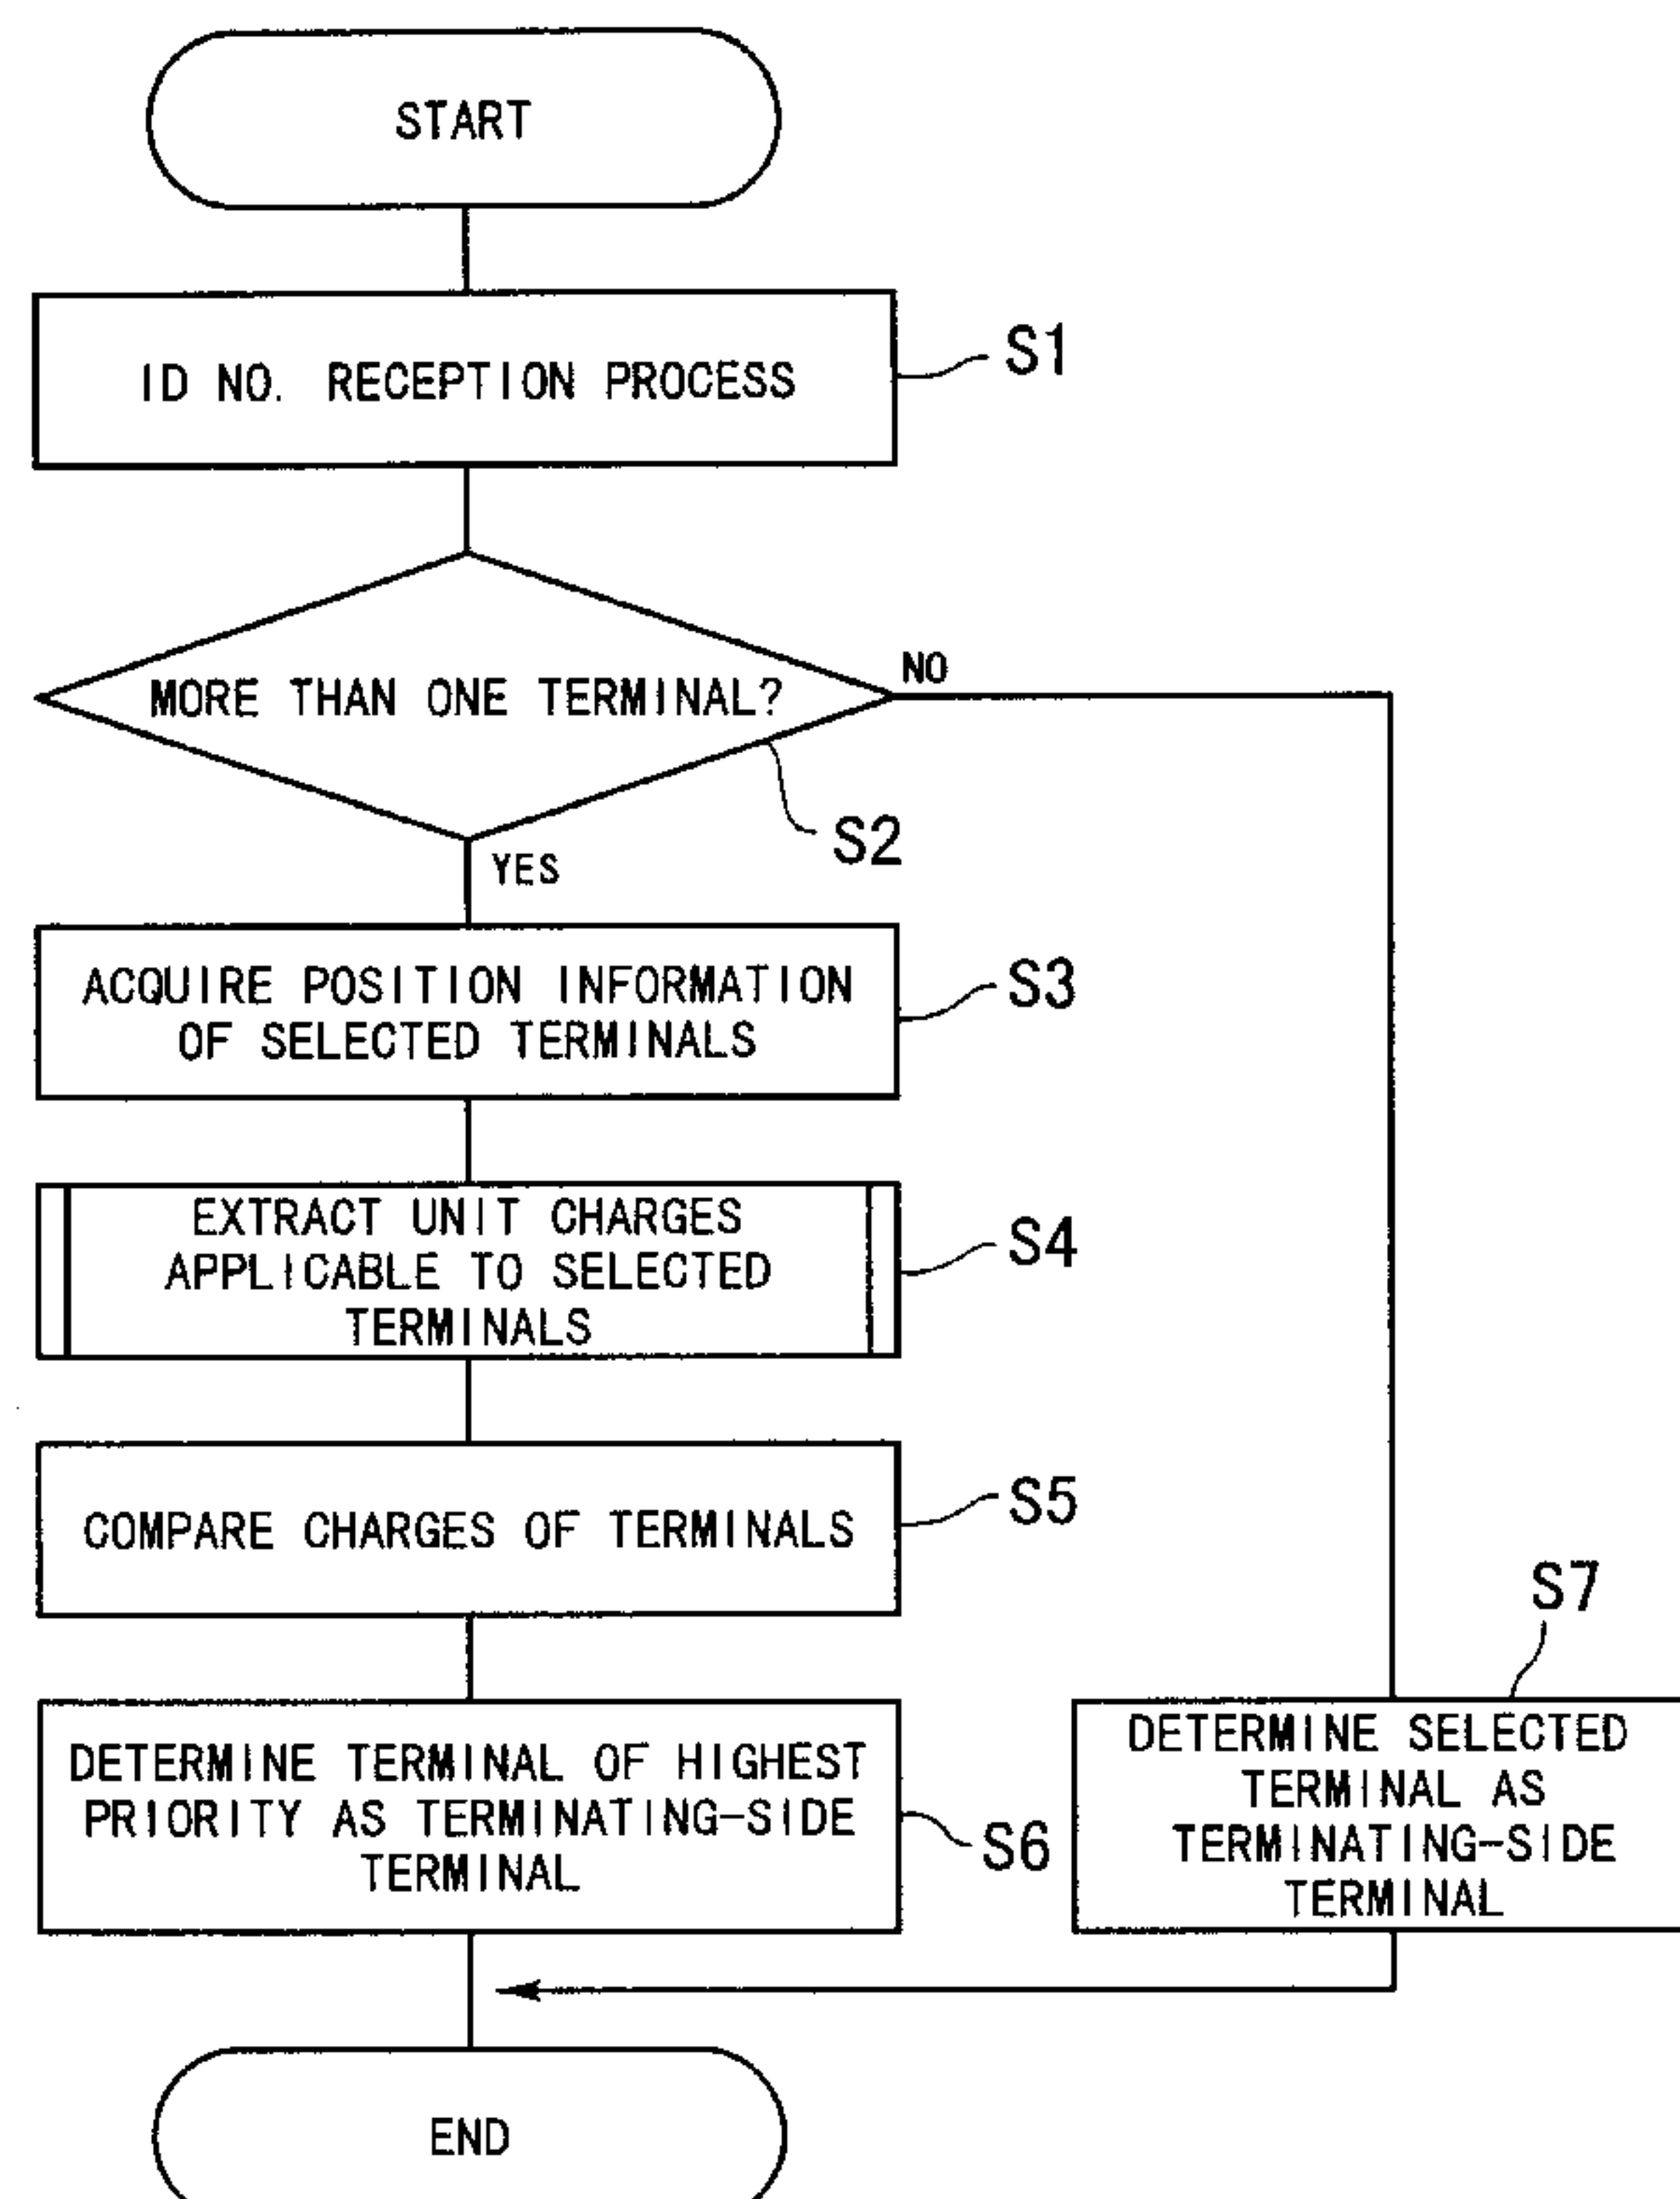 START
ID NO. RECEPTION PROCESS
S1
MORE THAN ONE TERMINAL?
NO
S2
YES
ACQUIRE POSITION INFORMATION
OF SELECTED TERMINALS
S3
EXTRACT UNIT CHARGES
APPLICABLE TO SELECTED
TERMINALS
S4
COMPARE CHARGES OF TERMINALS
S5
DETERMINE TERMINAL OF HIGHEST
PRIORITY AS TERMINATING-SIDE
TERMINAL
S6
S7
DETERMINE SELECTED
TERMINAL AS
TERMINATING-SIDE
TERMINAL
END